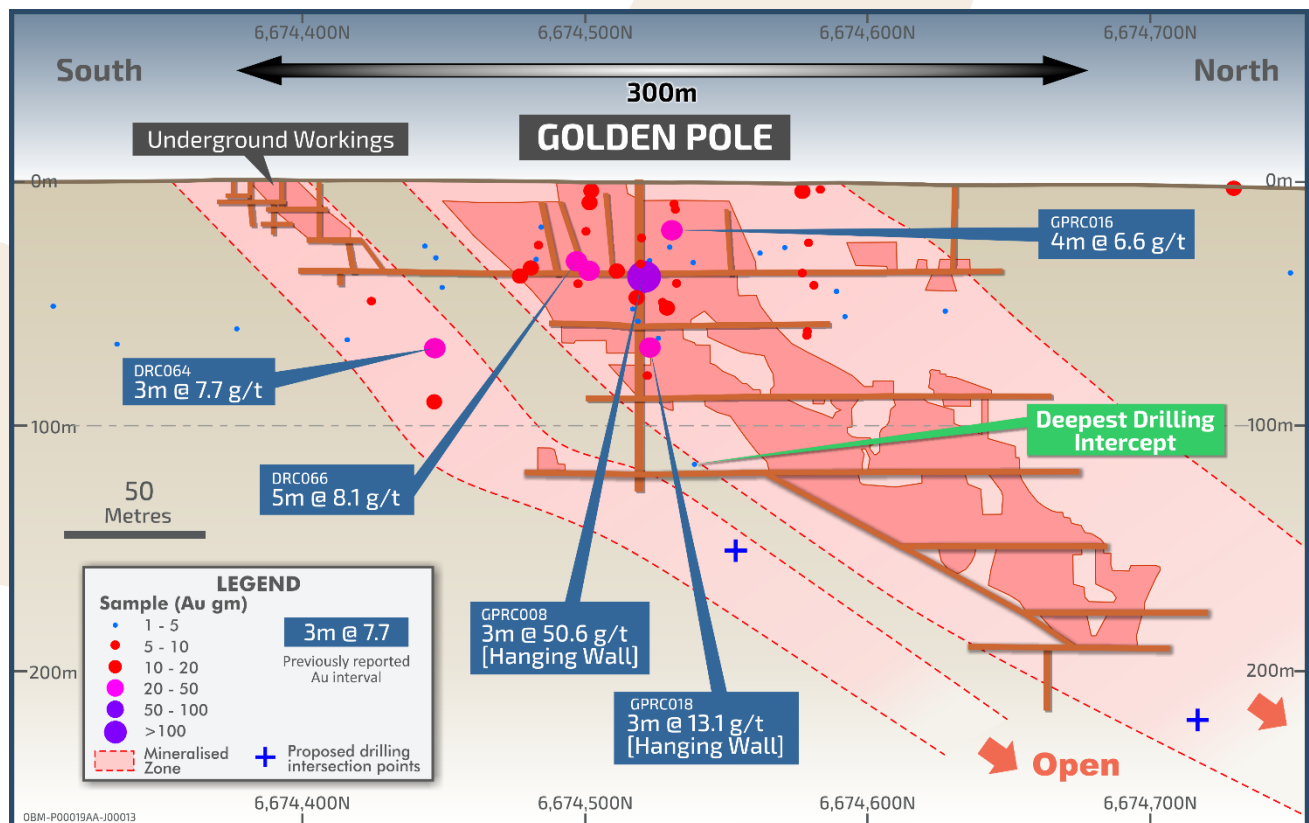 6,674,400N
6,674,500N
6,674,600N
6,674,700N
South
North
300m
GOLDEN POLE
Underground Workings
0m
0m
GPRC016
4m @ 6.6 g/t
DRC064
3m @ 7.7 g/t
100m
100m
Deepest Drilling
Intercept
DRC066
5m @ 8.1 g/t
50
Metres
LEGEND
Sample (Au gm)
1 - 5
5 - 10
10 - 20
20 - 50
50 - 100
>100
Mineralised
Zone
3m @ 7.7
Previously reported
Au interval
Proposed drilling
intersection points
GPRC008
3m @ 50.6 g/t
[Hanging Wall]
GPRC018
3m @ 13.1 g/t
[Hanging Wall]
200m
200m
Open
6,674,400N
6,674,500N
6,674,600N
6,674,700N
OBM-P00019AA-J00013